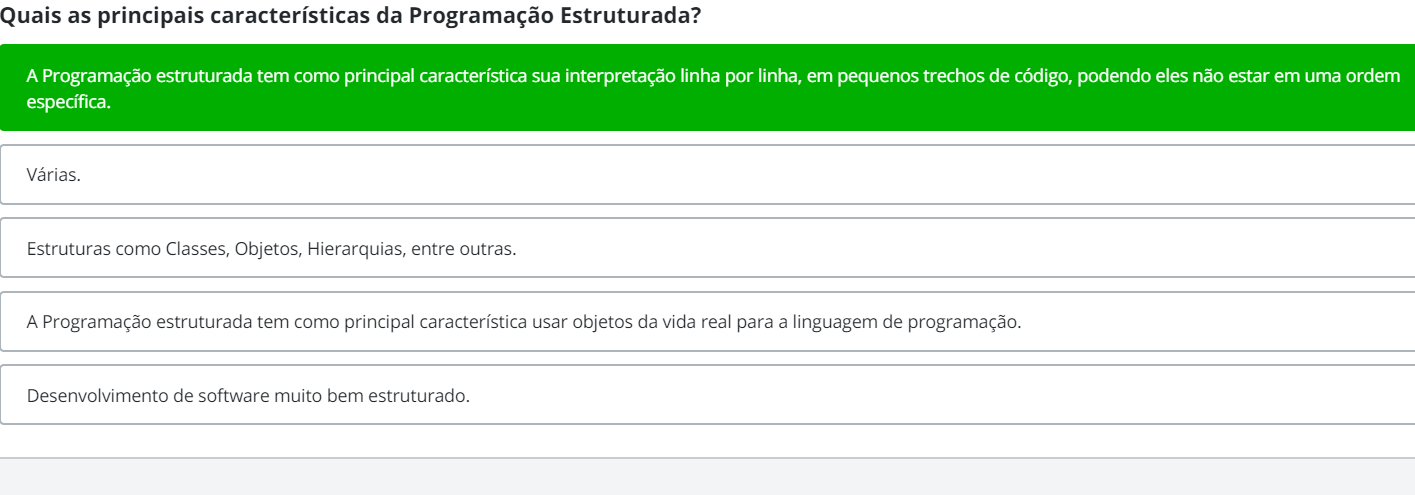 Quais as principais características da Programação Estruturada?
A Programação estruturada tem como principal característica sua interpretação linha por linha, em pequenos trechos de código, podendo eles não estar em uma ordem
específica.
Várias.
Estruturas como Classes, Objetos, Hierarquias, entre outras.
A Programação estruturada tem como principal característica usar objetos da vida real para a linguagem de programação.
Desenvolvimento de software muito bem estruturado.